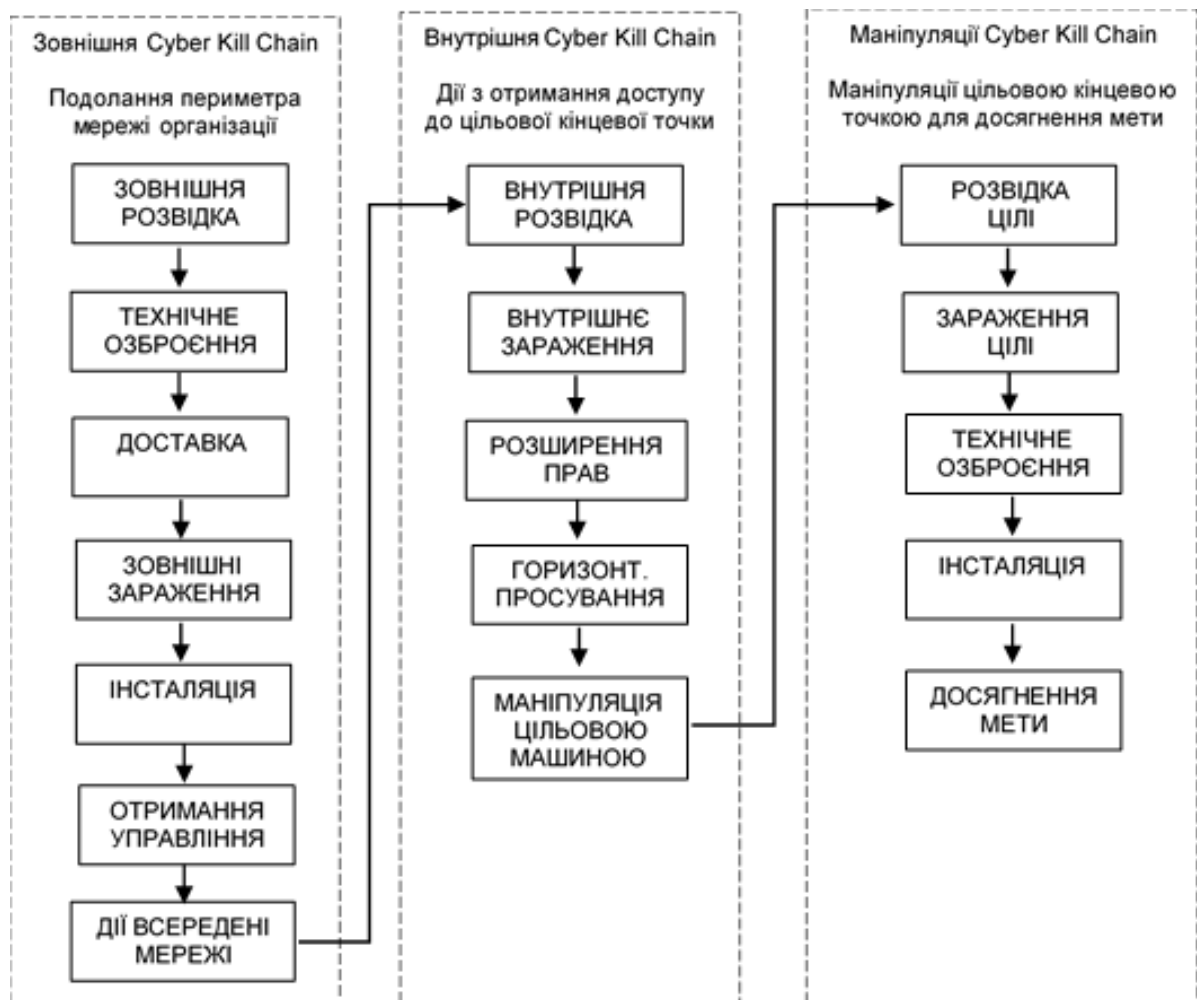 Зовнішня Cyber Kill Chain
Подолання периметра
мережі організації
ЗОВНІШНЯ
РОЗВІДКА
ТЕХНІЧНЕ
ОЗБРОЄННЯ
ДОСТАВКА
ЗОВНІШНІ
ЗАРАЖЕННЯ
ІНСТАЛЯЦІЯ
ОТРИМАННЯ
УПРАВЛІННЯ
ДІЇ ВСЕРЕДЕНІ
МЕРЕЖІ
Внутрішня Cyber Kill Chain
Дії з отримання доступу
до цільової кінцевої точки
ВНУТРІШНЯ
РОЗВІДКА
ВНУТРІШНЄ
ЗАРАЖЕННЯ
РОЗШИРЕННЯ
ПРАВ
ГОРИЗОНТ.
ПРОСУВАННЯ
МАНІПУЛЯЦІЯ
ЦІЛЬОВОЮ
МАШИНОЮ
Маніпуляції Cyber Kill Chain
Маніпуляції цільовою кінцевою
точкою для досягнення мети
РОЗВІДКА
ЦІЛІ
ЗАРАЖЕННЯ
ЦІЛІ
ТЕХНІЧНЕ
ОЗБРОЄННЯ
ІНСТАЛЯЦІЯ
ДОСЯГНЕННЯ
МЕТИ